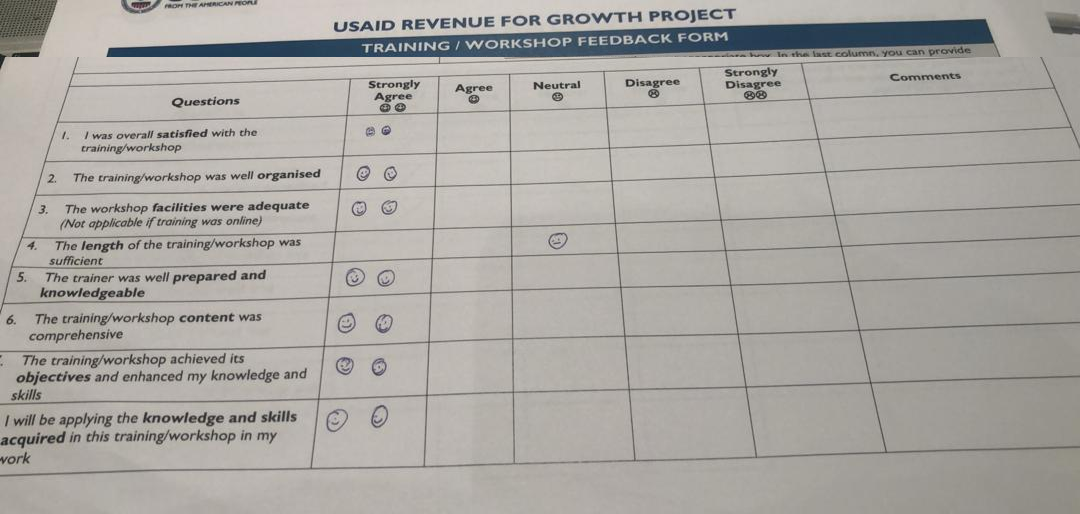 FROM THE AMERICAN PEOPLE
USAID REVENUE FOR GROWTH PROJECT
TRAINING / WORKSHOP FEEDBACK FORM
box. In the last column, you can provide
Questions
Strongly
Agree
☺ ☺
Agree
☺
Neutral
😐
Disagree
☹
Strongly
Disagree
☹☹
Comments
1. I was overall satisfied with the
training/workshop
2. The training/workshop was well organised
3. The workshop facilities were adequate
(Not applicable if training was online)
4. The length of the training/workshop was
sufficient
5. The trainer was well prepared and
knowledgeable
6. The training/workshop content was
comprehensive
The training/workshop achieved its
objectives and enhanced my knowledge and
skills
I will be applying the knowledge and skills
acquired in this training/workshop in my
work